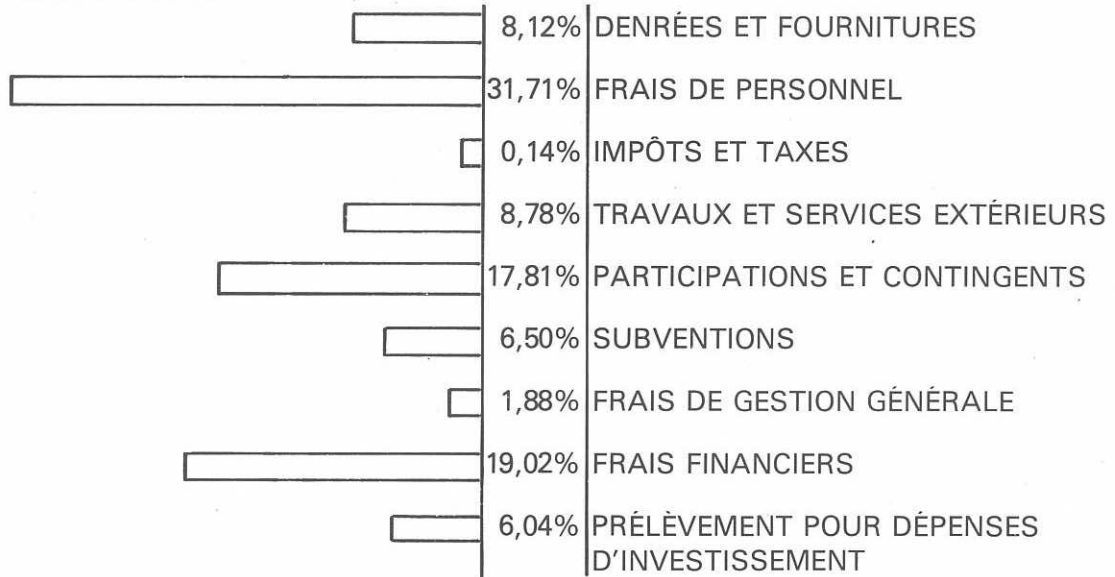 8,12% DENRÉES ET FOURNITURES
31,71% FRAIS DE PERSONNEL
0,14% IMPÔTS ET TAXES
8,78% TRAVAUX ET SERVICES EXTÉRIEURS
17,81% PARTICIPATIONS ET CONTINGENTS
6,50% SUBVENTIONS
1,88% FRAIS DE GESTION GÉNÉRALE
19,02% FRAIS FINANCIERS
6,04% PRÉLÈVEMENT POUR DÉPENSES
D'INVESTISSEMENT